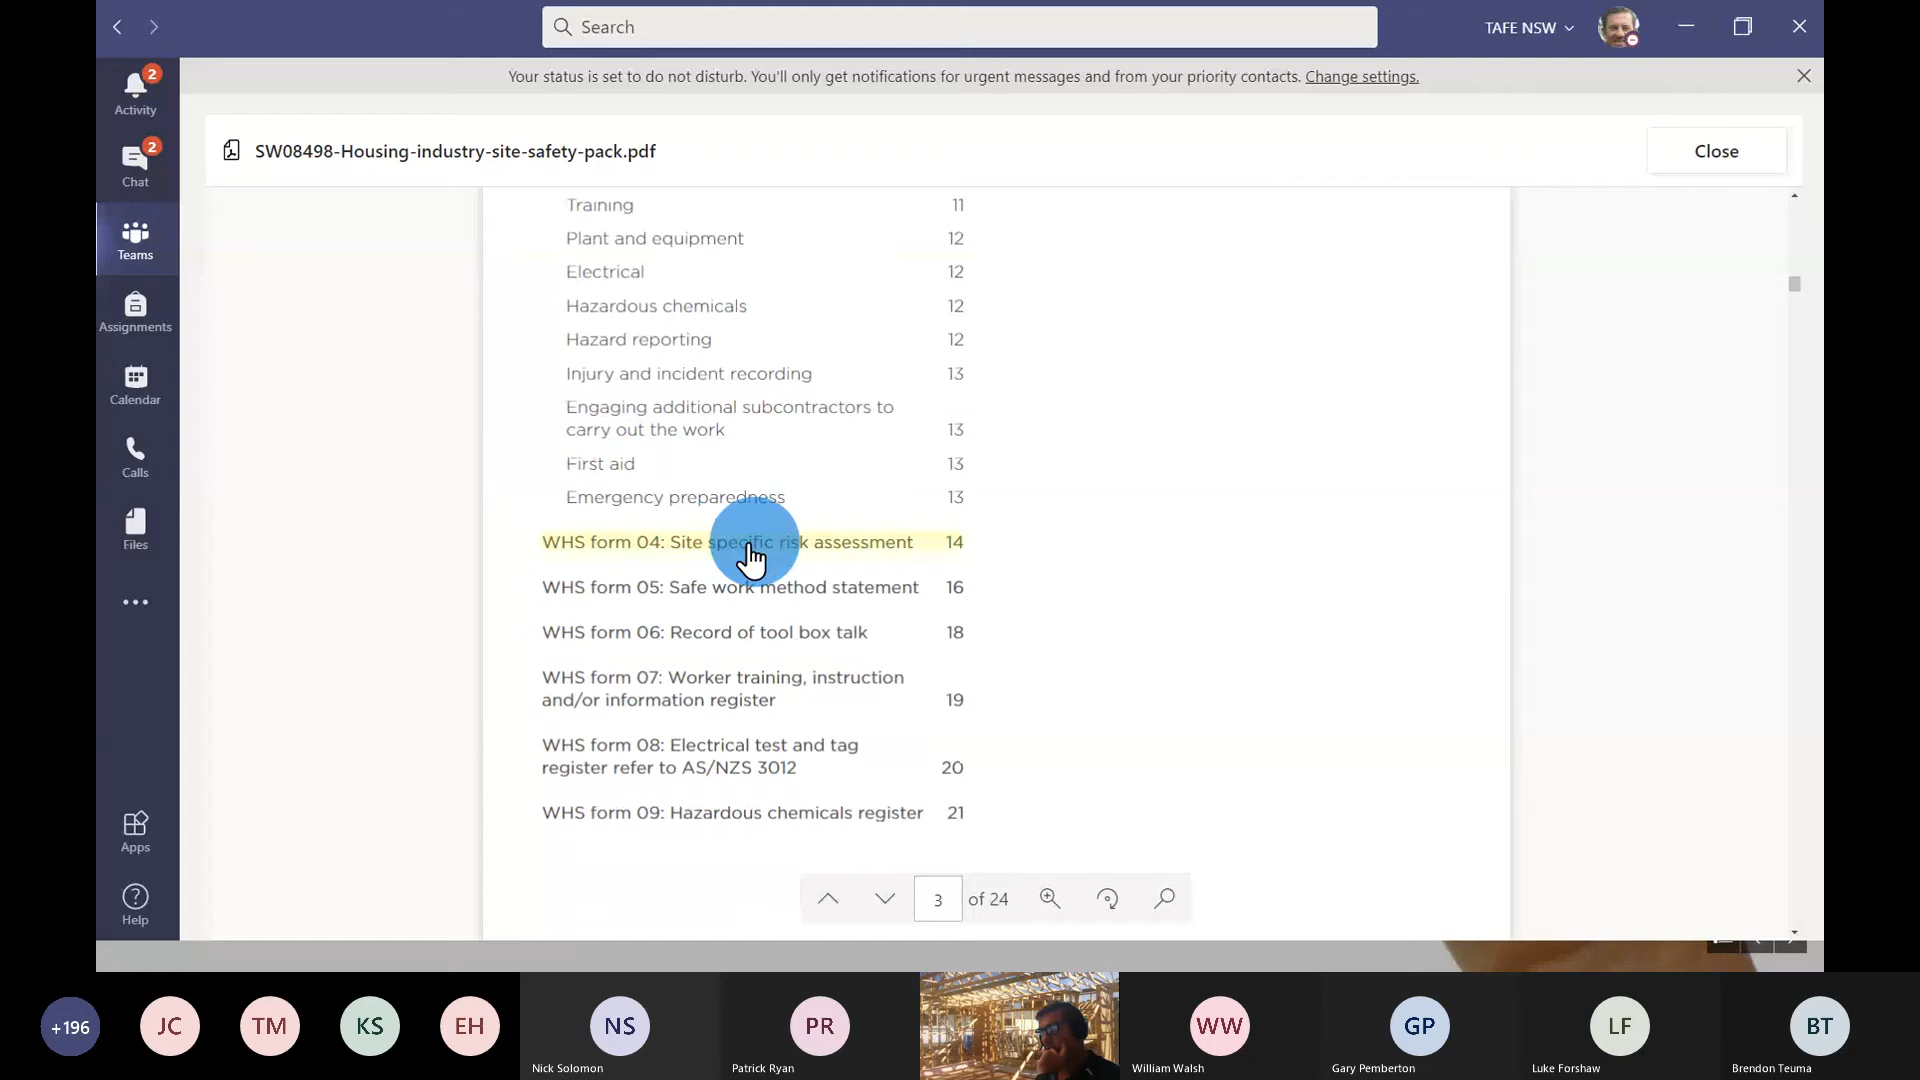 Search
TAFE NSW
Your status is set to do not disturb. You'll only get notifications for urgent messages and from your priority contacts. Change settings.
2
Activity
2
Chat
Teams
Assignments
Calendar
Calls
Files
Apps
Help
SW08498-Housing-industry-site-safety-pack.pdf
Close
Training 11
Plant and equipment 12
Electrical 12
Hazardous chemicals 12
Hazard reporting 12
Injury and incident recording 13
Engaging additional subcontractors to
carry out the work 13
First aid 13
Emergency preparedness 13
WHS form 04: Site specific risk assessment 14
WHS form 05: Safe work method statement 16
WHS form 06: Record of tool box talk 18
WHS form 07: Worker training, instruction
and/or information register 19
WHS form 08: Electrical test and tag
register refer to AS/NZS 3012 20
WHS form 09: Hazardous chemicals register 21
3 of 24
+196
JC
TM
KS
EH
NS
PR
WW
GP
LF
BT
Nick Solomon
Patrick Ryan
William Walsh
Gary Pemberton
Luke Forshaw
Brendon Teuma